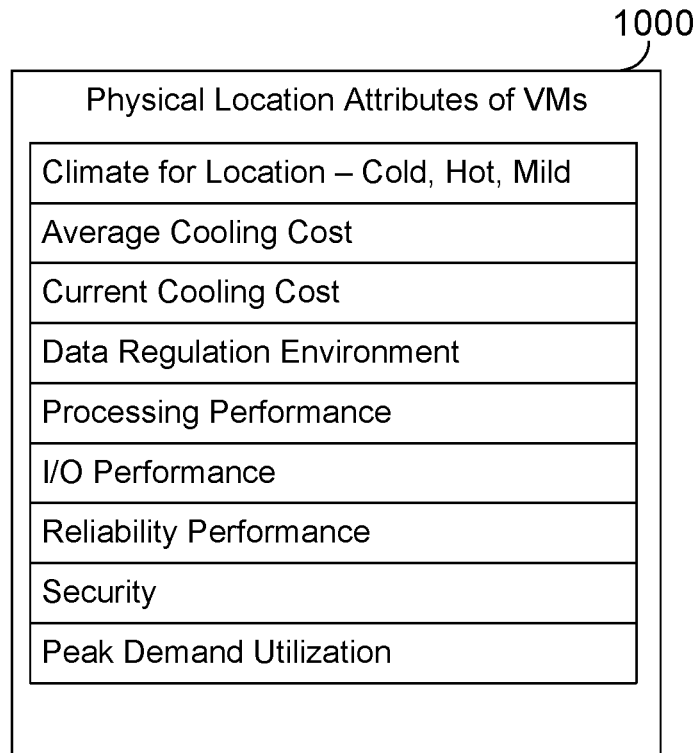 1000
Physical Location Attributes of VMs
Climate for Location – Cold, Hot, Mild
Average Cooling Cost
Current Cooling Cost
Data Regulation Environment
Processing Performance
I/O Performance
Reliability Performance
Security
Peak Demand Utilization